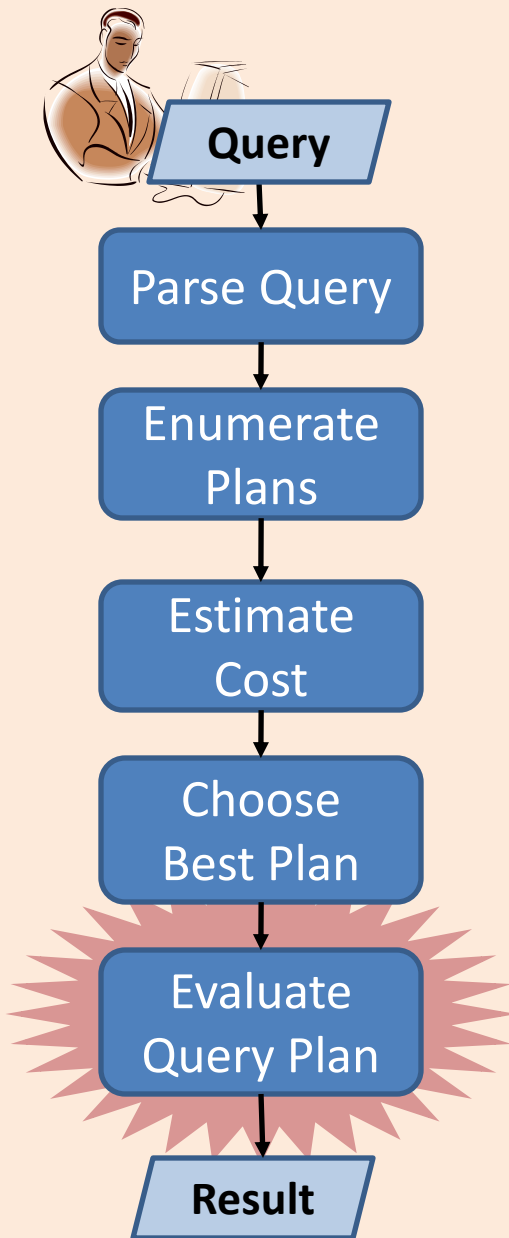 Query
Parse Query
Enumerate
Plans
Estimate
Cost
Choose
Best Plan
Evaluate
Query Plan
Result